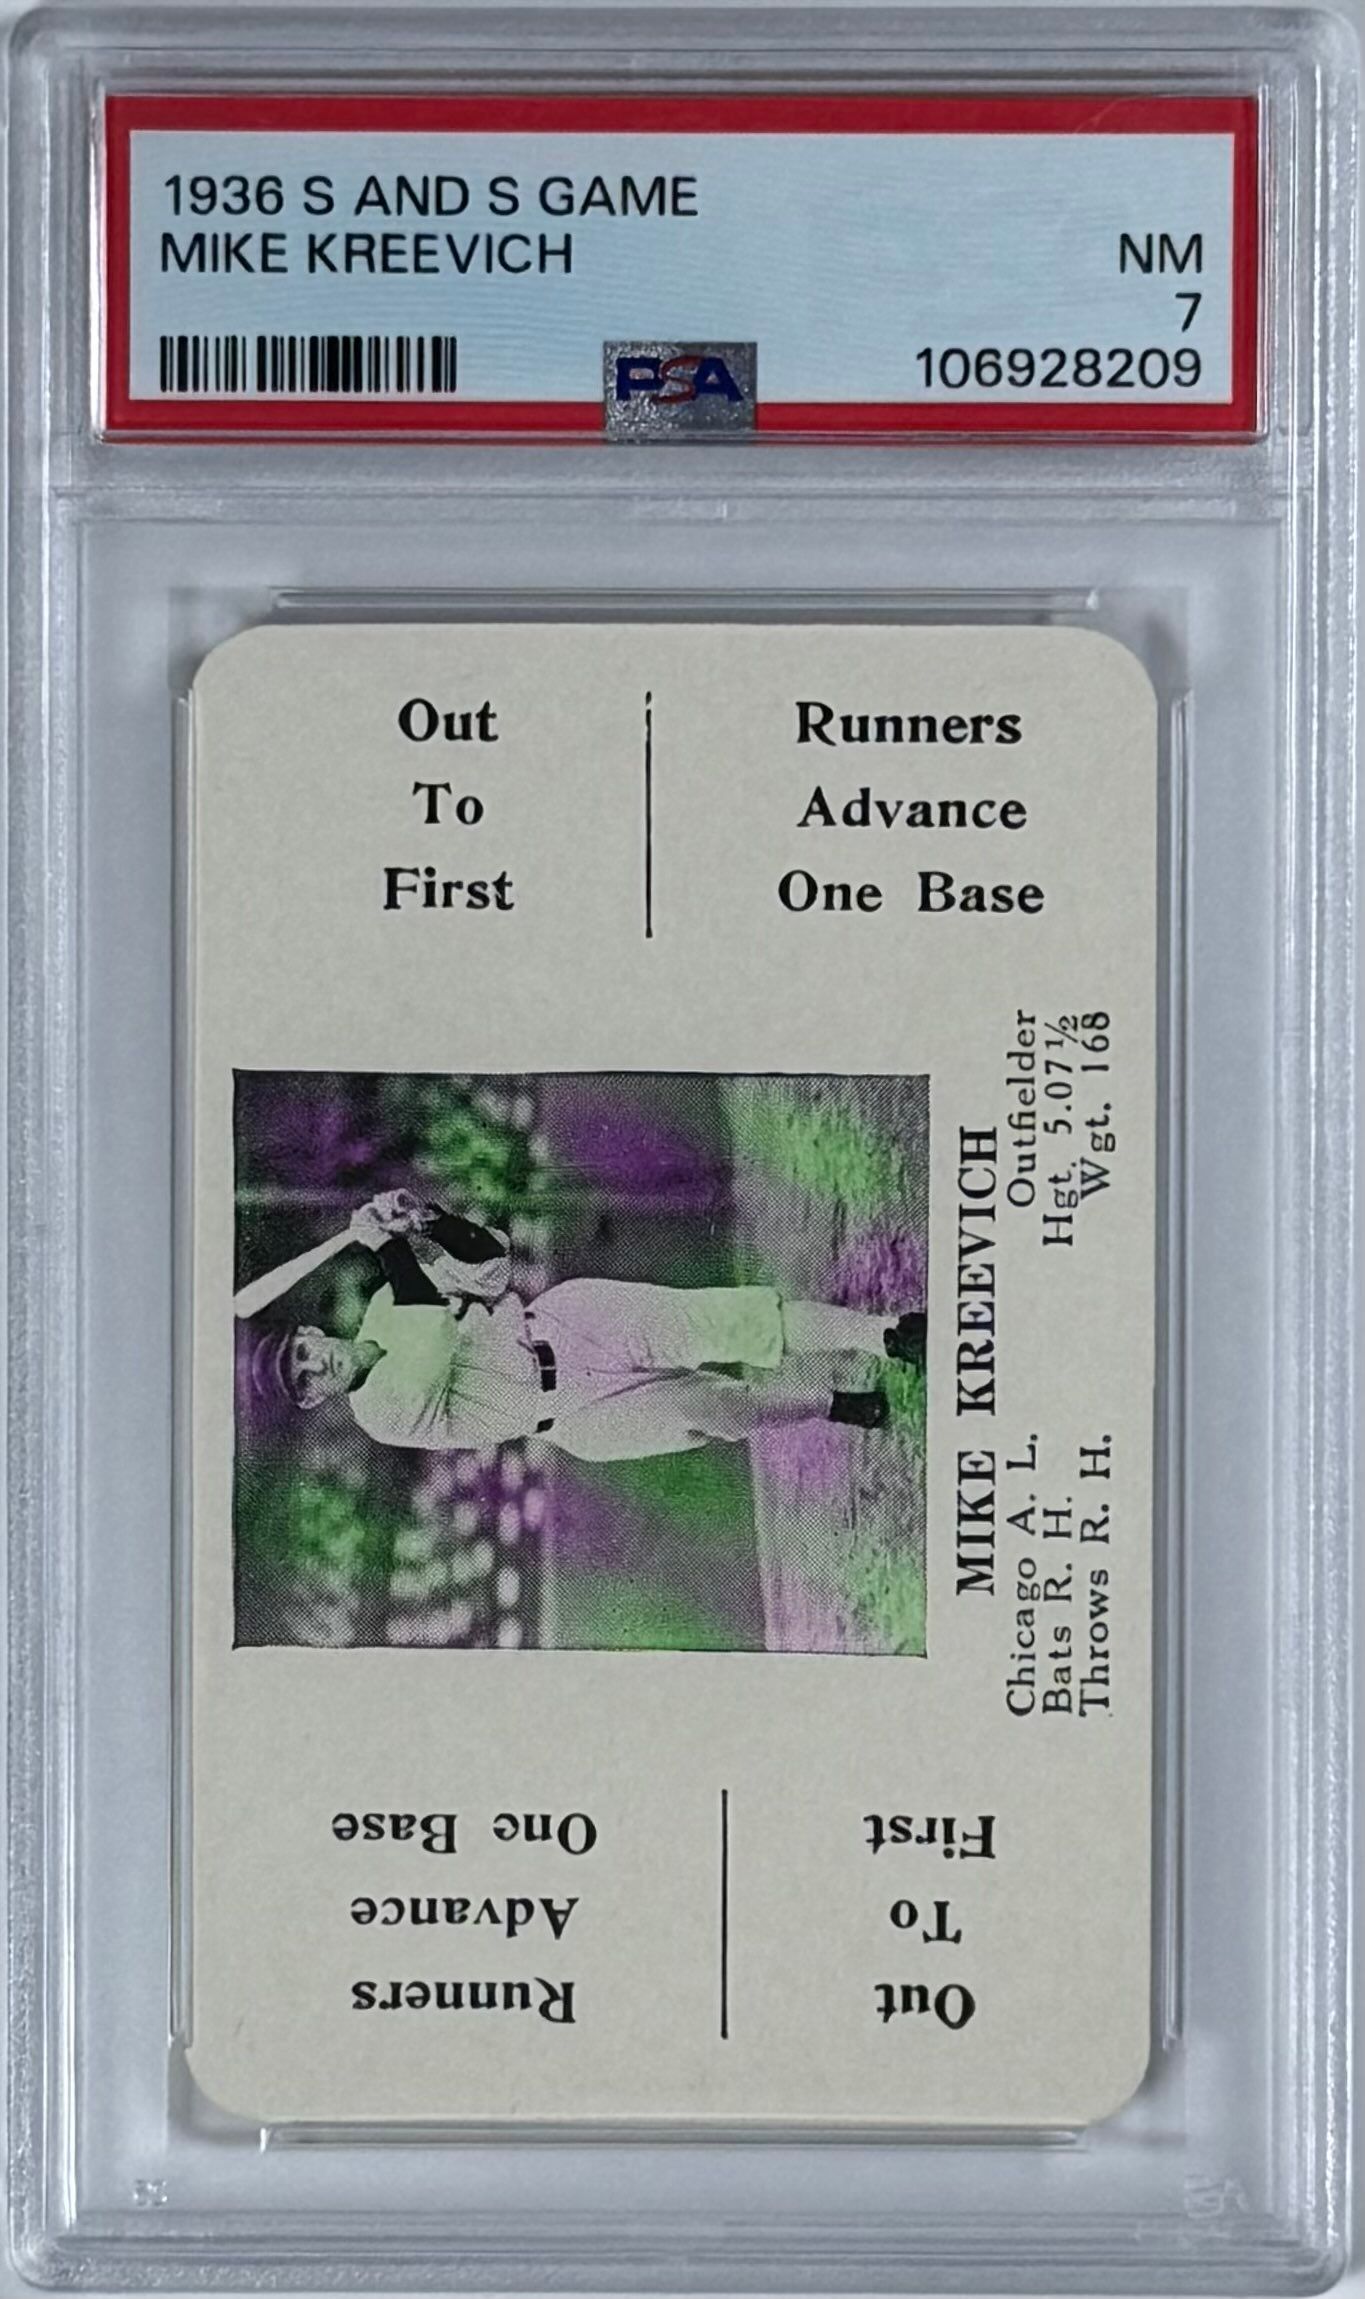 1936 S AND S GAME
MIKE KREEVICH
NM
7
PSA
106928209
Out
To
First
Runners
Advance
One Base
MIKE KREEVICH
Chicago A. L.
Outfielder
Bats R. H.
Hgt. 5.07½
Throws R. H.
Wgt. 168
Out
To
First
Runners
Advance
One Base